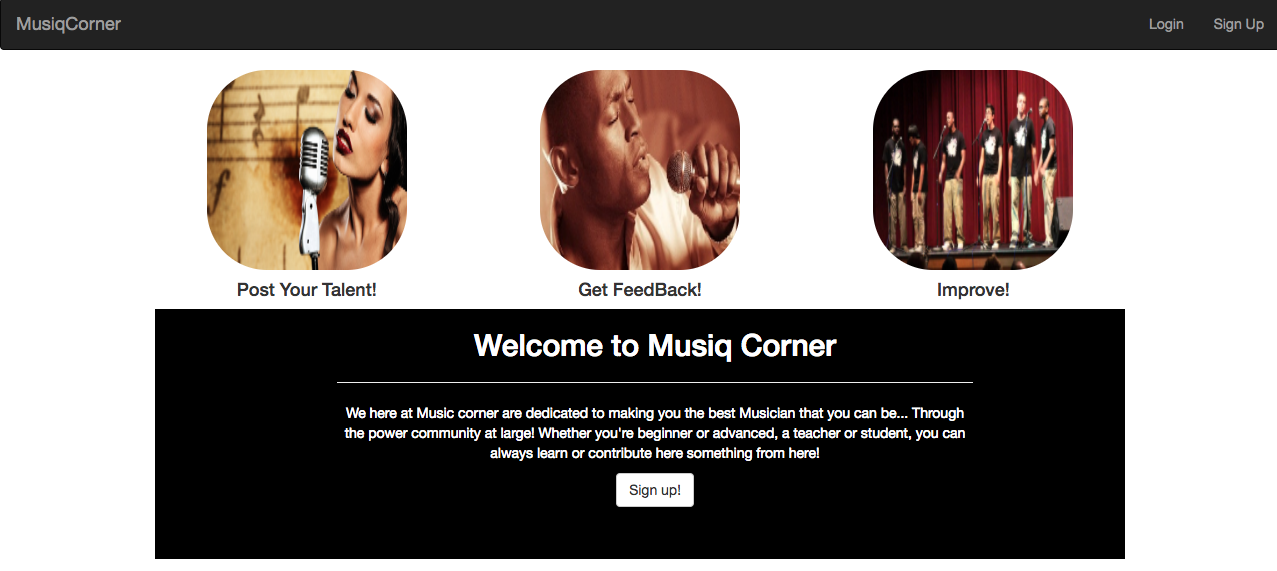 MusiqCorner
Login
Sign Up
Post Your Talent!
Get FeedBack!
Improve!
Welcome to Musiq Corner
We here at Music corner are dedicated to making you the best Musician that you can be... Through
the power community at large! Whether you're beginner or advanced, a teacher or student, you can
always learn or contribute here something from here!
Sign up!